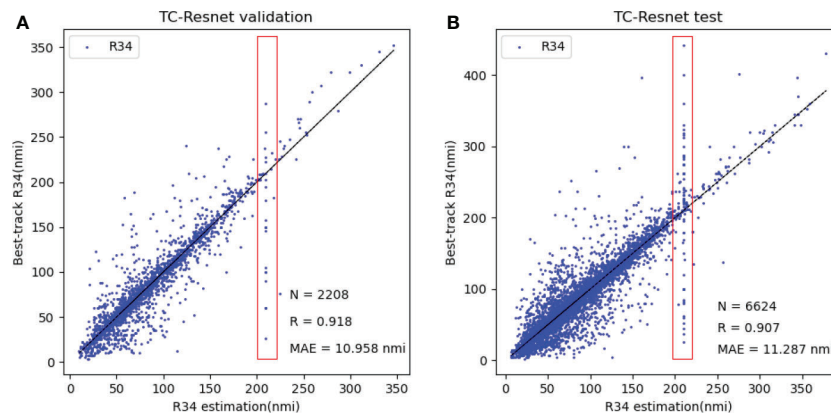 A
TC-Resnet validation
R34
Best-track R34(nmi)
350
300
250
200
150
100
50
0
N = 2208
R = 0.918
MAE = 10.958 nmi
0 50 100 150 200 250 300 350
R34 estimation(nmi)
B
TC-Resnet test
R34
Best-track R34(nmi)
400
300
200
100
0
N = 6624
R = 0.907
MAE = 11.287 nm
0 50 100 150 200 250 300 350
R34 estimation(nmi)